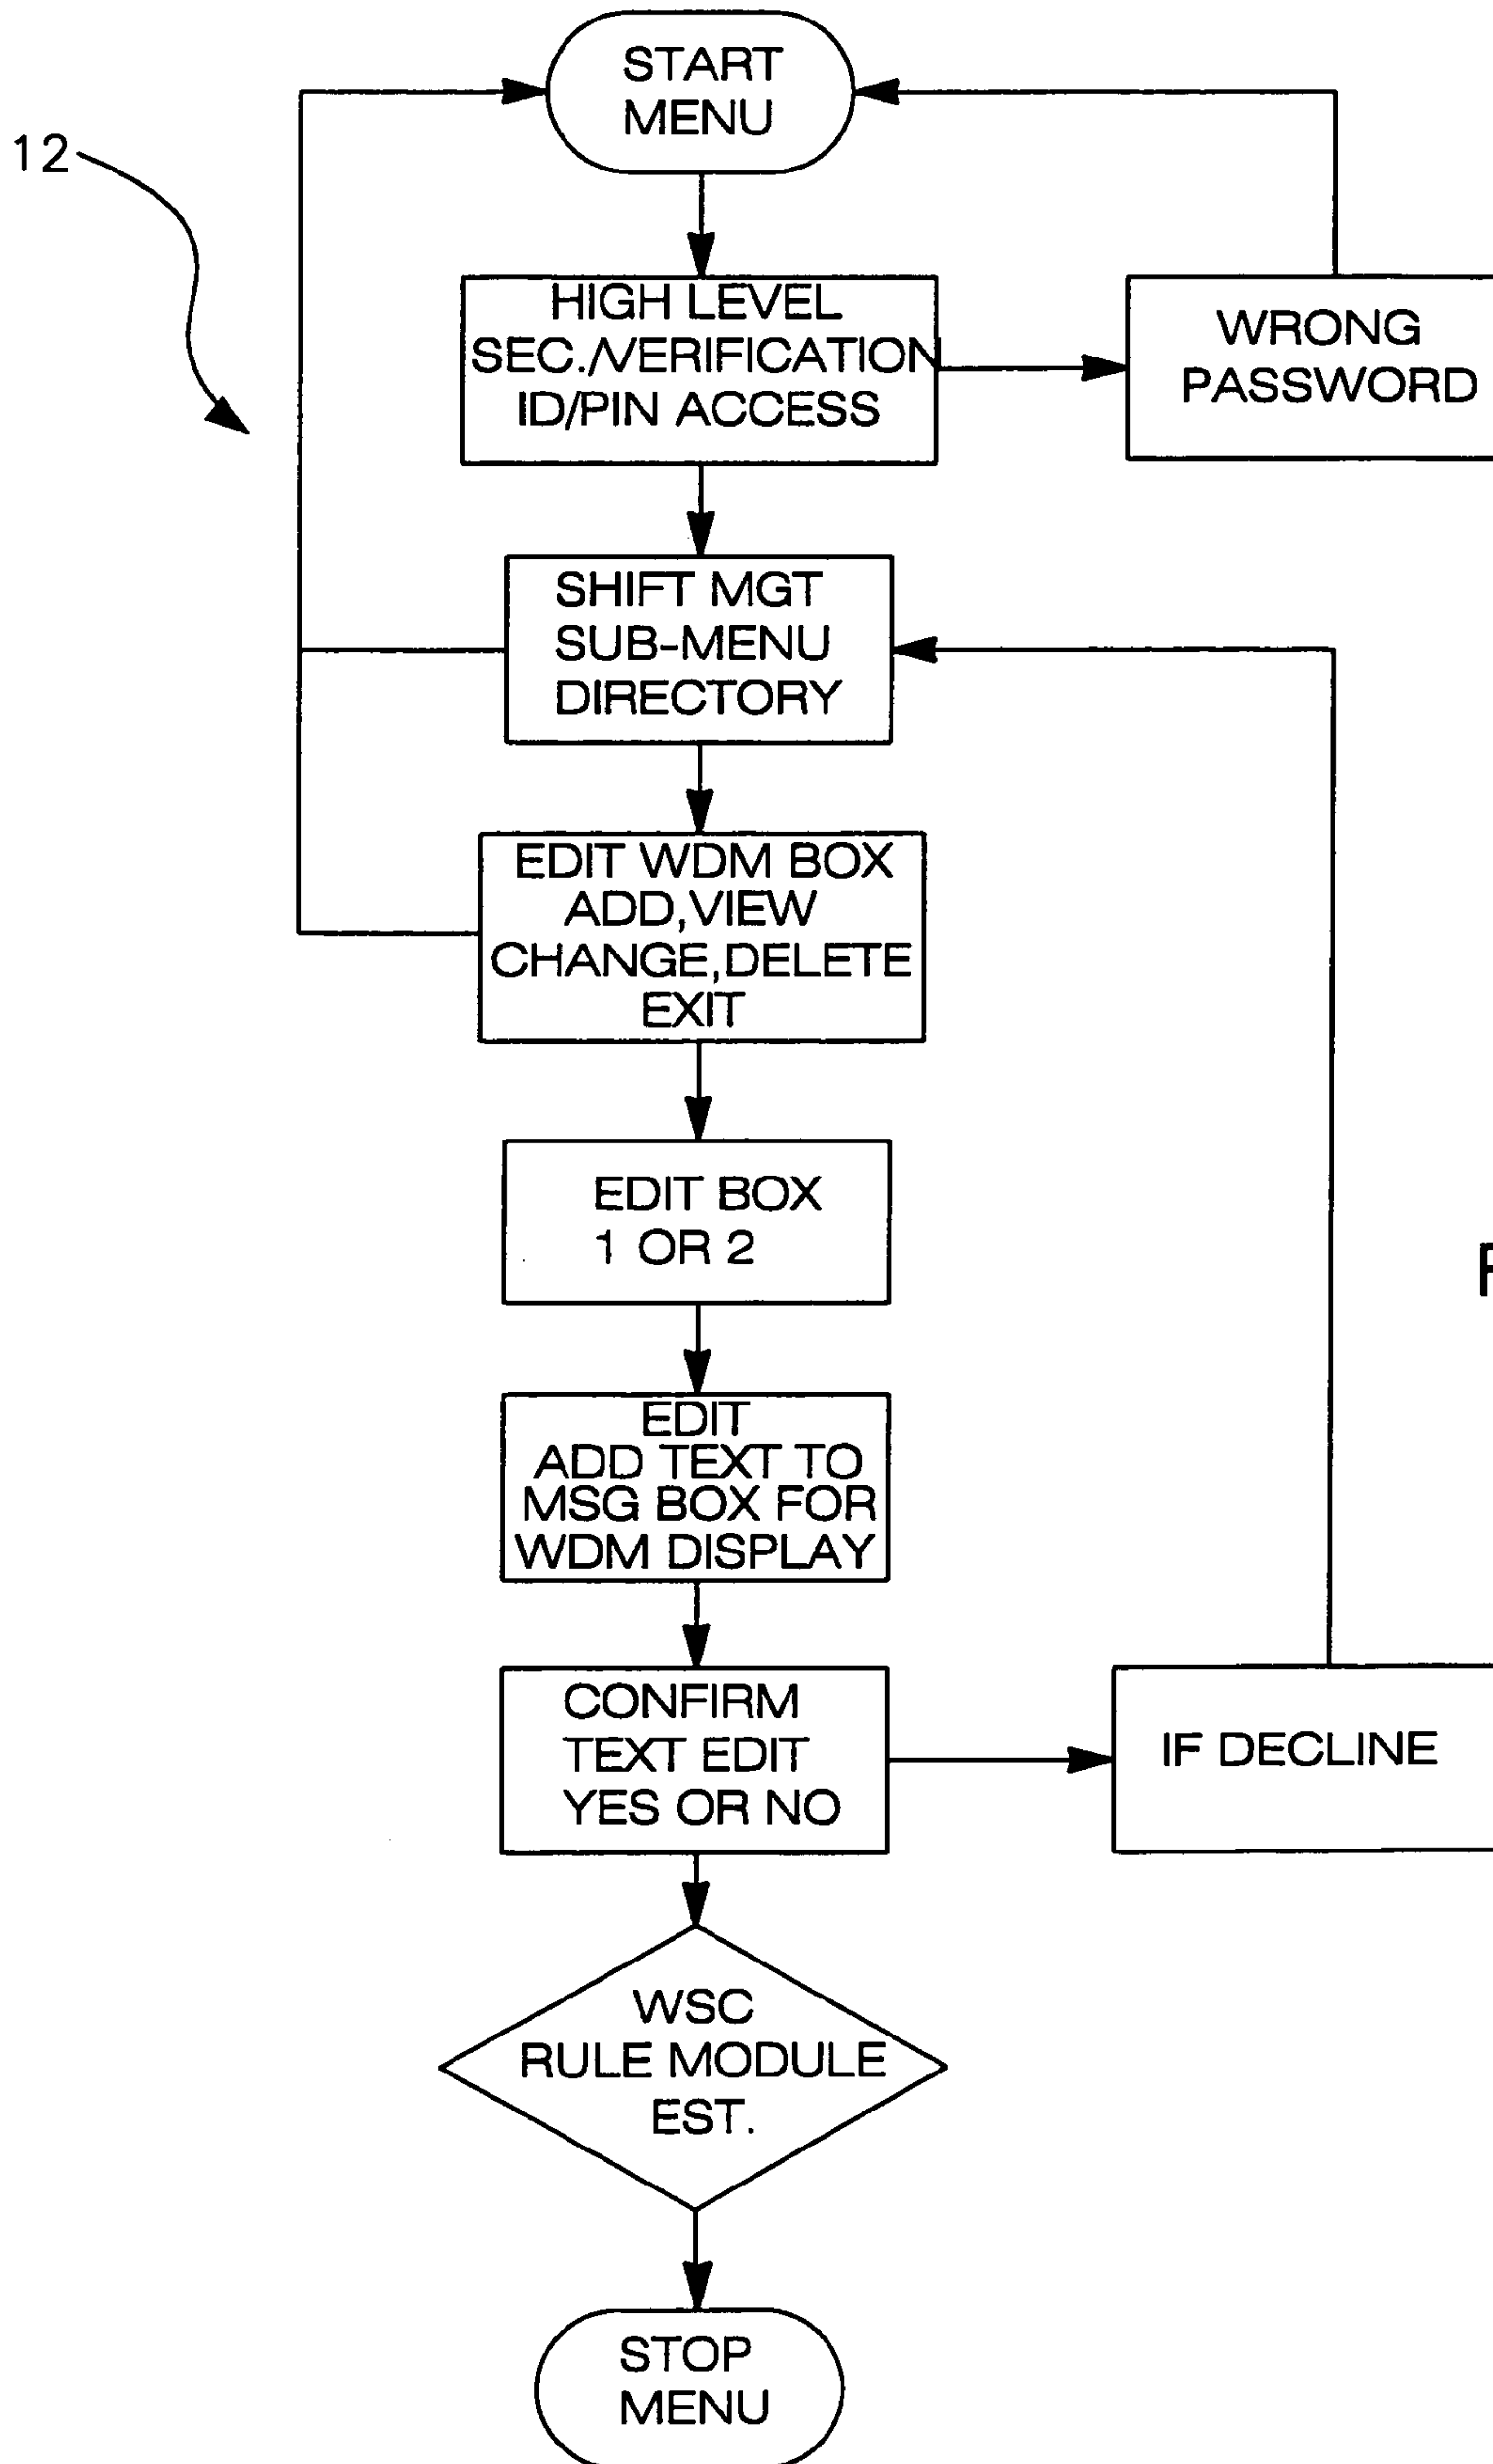 START
MENU
12
HIGH LEVEL
SEC./VERIFICATION
ID/PIN ACCESS
WRONG
PASSWORD
SHIFT MGT
SUB-MENU
DIRECTORY
EDIT WDM BOX
ADD,VIEW
CHANGE,DELETE
EXIT
EDIT BOX
1 OR 2
EDIT
ADD TEXT TO
MSG BOX FOR
WDM DISPLAY
CONFIRM
TEXT EDIT
YES OR NO
IF DECLINE
WSC
RULE MODULE
EST.
STOP
MENU